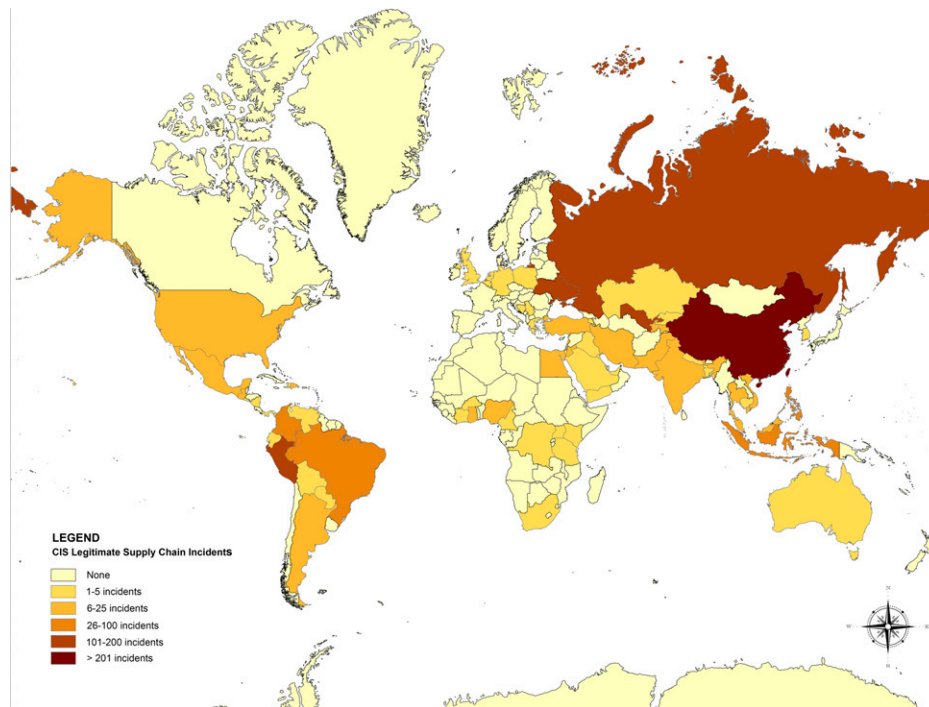 LEGEND
CIS Legitimate Supply Chain Incidents
None
1-5 incidents
6-25 incidents
26-100 incidents
101-200 incidents
> 201 incidents